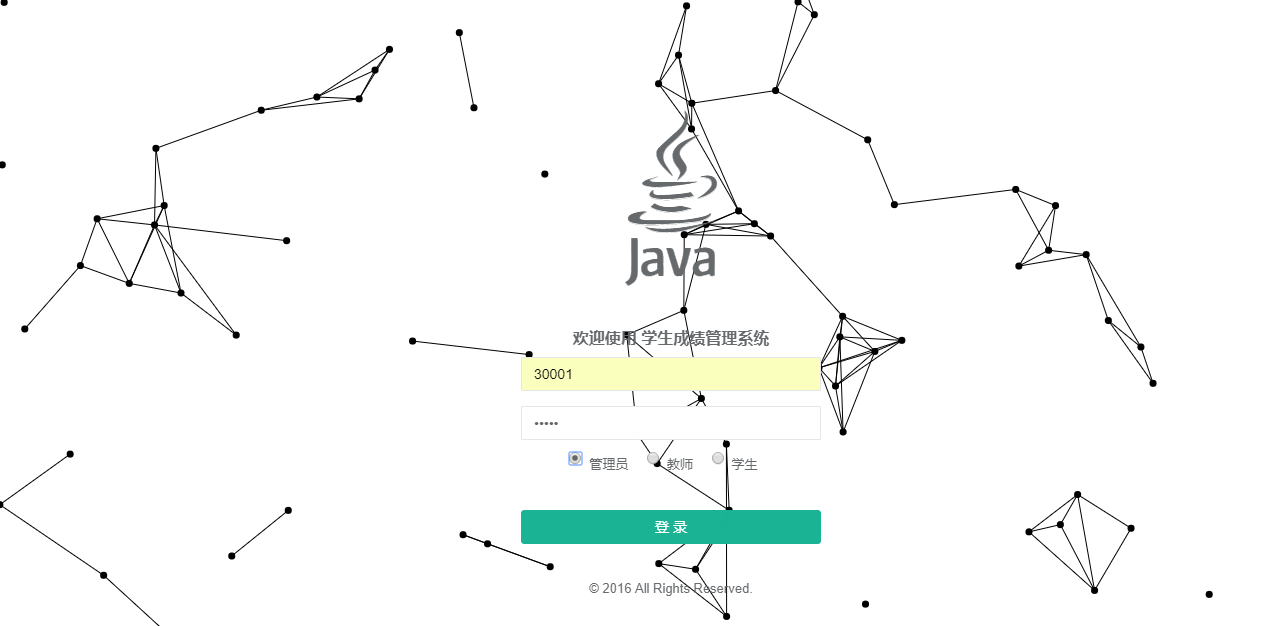 Java
欢迎使用 学生成绩管理系统
30001
•••••
管理员 教师 学生
登 录
© 2016 All Rights Reserved.